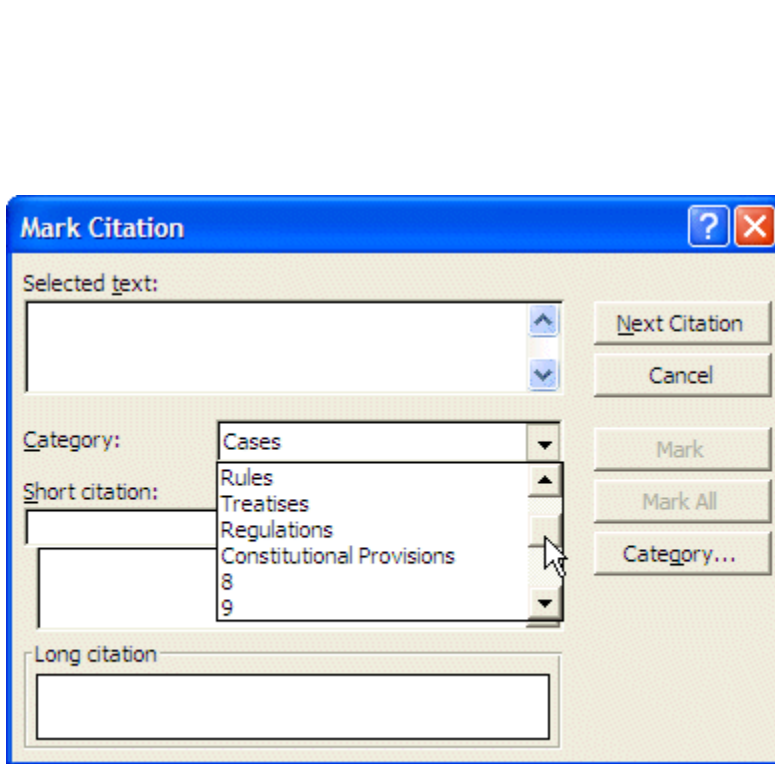 Mark Citation ?
Selected text:
Next Citation
Cancel
Category: Cases
Mark
Rules
Short citation:
Treatises
Mark All
Regulations
Constitutional Provisions
Category...
8
9
Long citation